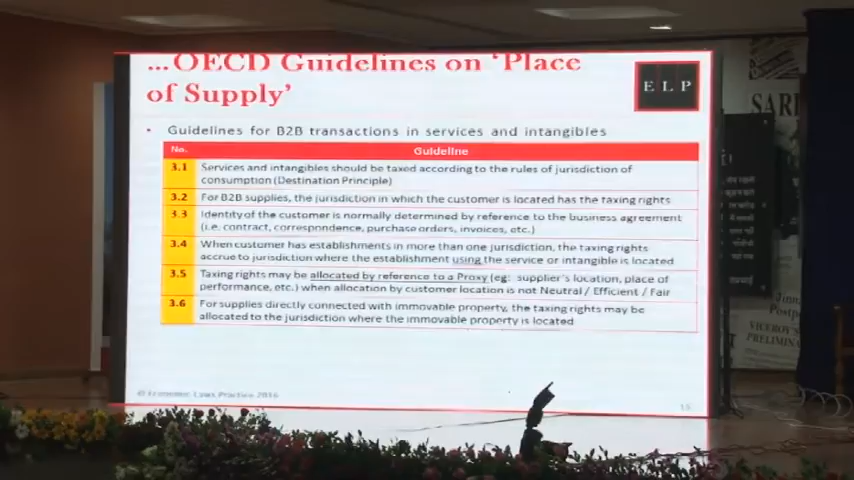 ...OECD Guidelines on ‘Place
of Supply’
E L P
• Guidelines for B2B transactions in services and intangibles
No. Guideline
3.1 Services and intangibles should be taxed according to the rules of jurisdiction of
consumption (Destination Principle)
3.2 For B2B supplies, the jurisdiction in which the customer is located has the taxing rights
3.3 Identity of the customer is normally determined by reference to the business agreement
(i.e. contract, correspondence, purchase orders, invoices, etc.)
3.4 When customer has establishments in more than one jurisdiction, the taxing rights
accrue to jurisdiction where the establishment using the service or intangible is located
3.5 Taxing rights may be allocated by reference to a Proxy (eg: supplier's location, place of
performance, etc.) when allocation by customer location is not Neutral / Efficient / Fair
3.6 For supplies directly connected with immovable property, the taxing rights may be
allocated to the jurisdiction where the immovable property is located
© Economic Laws Practice 2016
15
SARD
Jinna
Postp
VICEROY'S
PRELIMIN